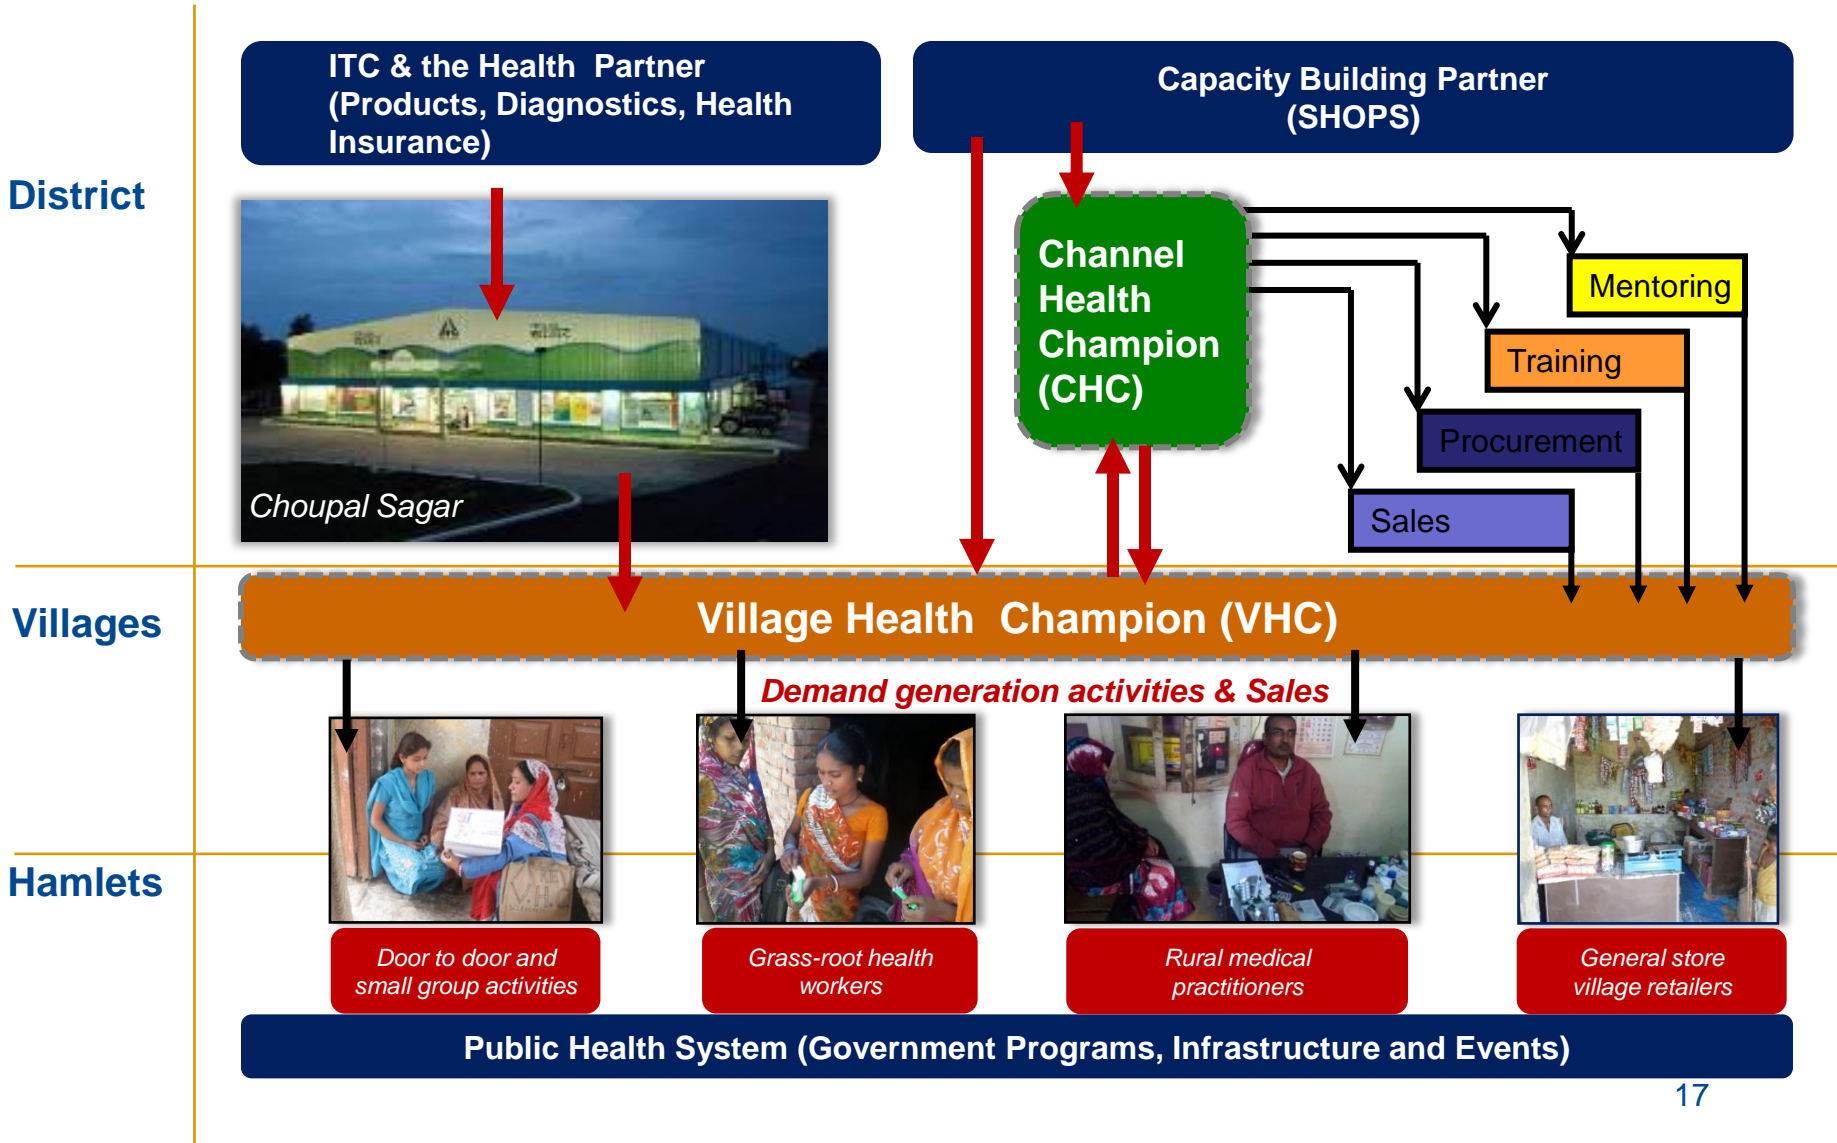 ITC & the Health  Partner
(Products, Diagnostics, Health
Insurance)
Capacity Building Partner
(SHOPS)
District
Channel
Health
Champion
(CHC)
Mentoring
Training
Procurement
Sales
Choupal Sagar
Villages
Village Health  Champion (VHC)
Demand generation activities & Sales
Hamlets
Door to door and
small group activities
Grass-root health
workers
Rural medical
practitioners
General store
village retailers
Public Health System (Government Programs, Infrastructure and Events)
17